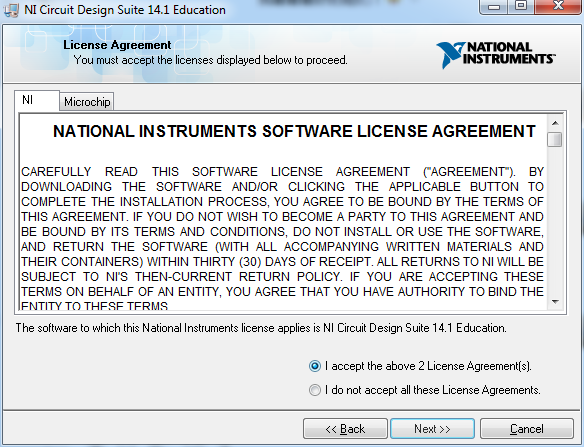 NI Circuit Design Suite 14.1 Education
License Agreement
You must accept the licenses displayed below to proceed.
NATIONAL
INSTRUMENTS™
NI
Microchip
NATIONAL INSTRUMENTS SOFTWARE LICENSE AGREEMENT
CAREFULLY READ THIS SOFTWARE LICENSE AGREEMENT ("AGREEMENT"). BY
DOWNLOADING THE SOFTWARE AND/OR CLICKING THE APPLICABLE BUTTON TO
COMPLETE THE INSTALLATION PROCESS, YOU AGREE TO BE BOUND BY THE TERMS OF
THIS AGREEMENT. IF YOU DO NOT WISH TO BECOME A PARTY TO THIS AGREEMENT AND
BE BOUND BY ITS TERMS AND CONDITIONS, DO NOT INSTALL OR USE THE SOFTWARE,
AND RETURN THE SOFTWARE (WITH ALL ACCOMPANYING WRITTEN MATERIALS AND
THEIR CONTAINERS) WITHIN THIRTY (30) DAYS OF RECEIPT. ALL RETURNS TO NI WILL BE
SUBJECT TO NI'S THEN-CURRENT RETURN POLICY. IF YOU ARE ACCEPTING THESE
TERMS ON BEHALF OF AN ENTITY, YOU AGREE THAT YOU HAVE AUTHORITY TO BIND THE
ENTITY TO THESE TERMS
The software to which this National Instruments license applies is NI Circuit Design Suite 14.1 Education.
I accept the above 2 License Agreement(s).
I do not accept all these License Agreements.
<< Back
Next >>
Cancel